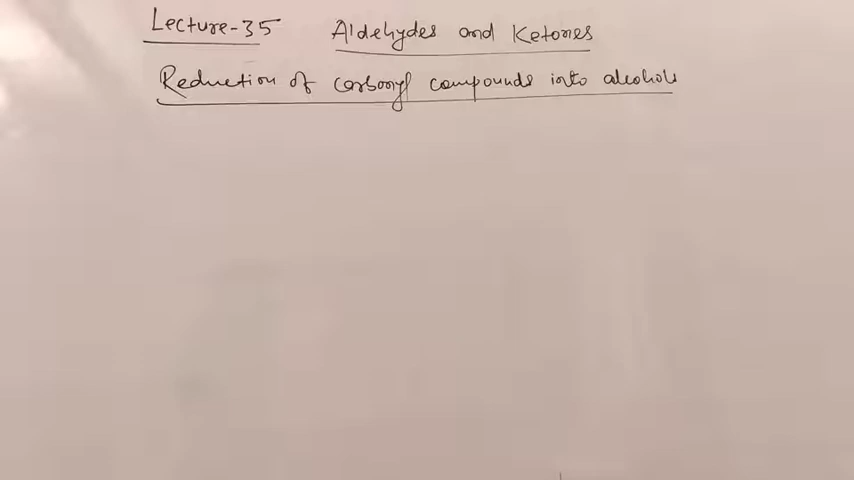 Lecture-35 Aldehydes and Ketones
Reduction of carbonyl compounds into alcohols